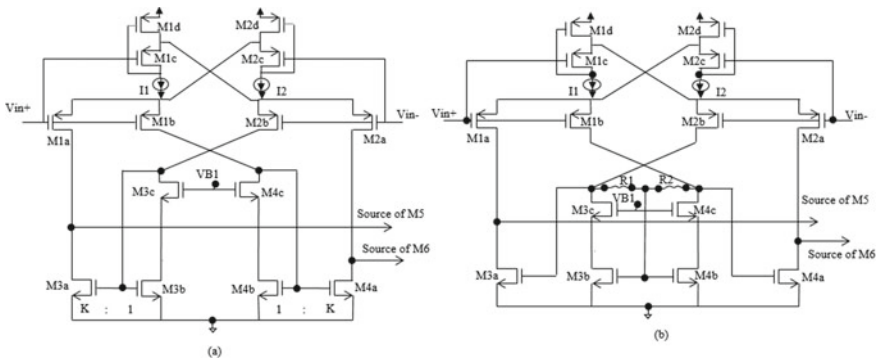 M1d
M2d
M1c
M2c
I1
I2
Vin+
Vin-
M1b
M2b
M1a
M2a
VB1
M3c
M4c
Source of M5
Source of M6
M3a
M3b
M4b
M4a
K : 1
1 : K
(a)
M1d
M2d
M1c
M2c
I1
I2
Vin+
Vin-
M1b
M2b
M1a
M2a
R1
R2
VB1
M3c
M4c
Source of M5
Source of M6
M3a
M3b
M4b
M4a
(b)